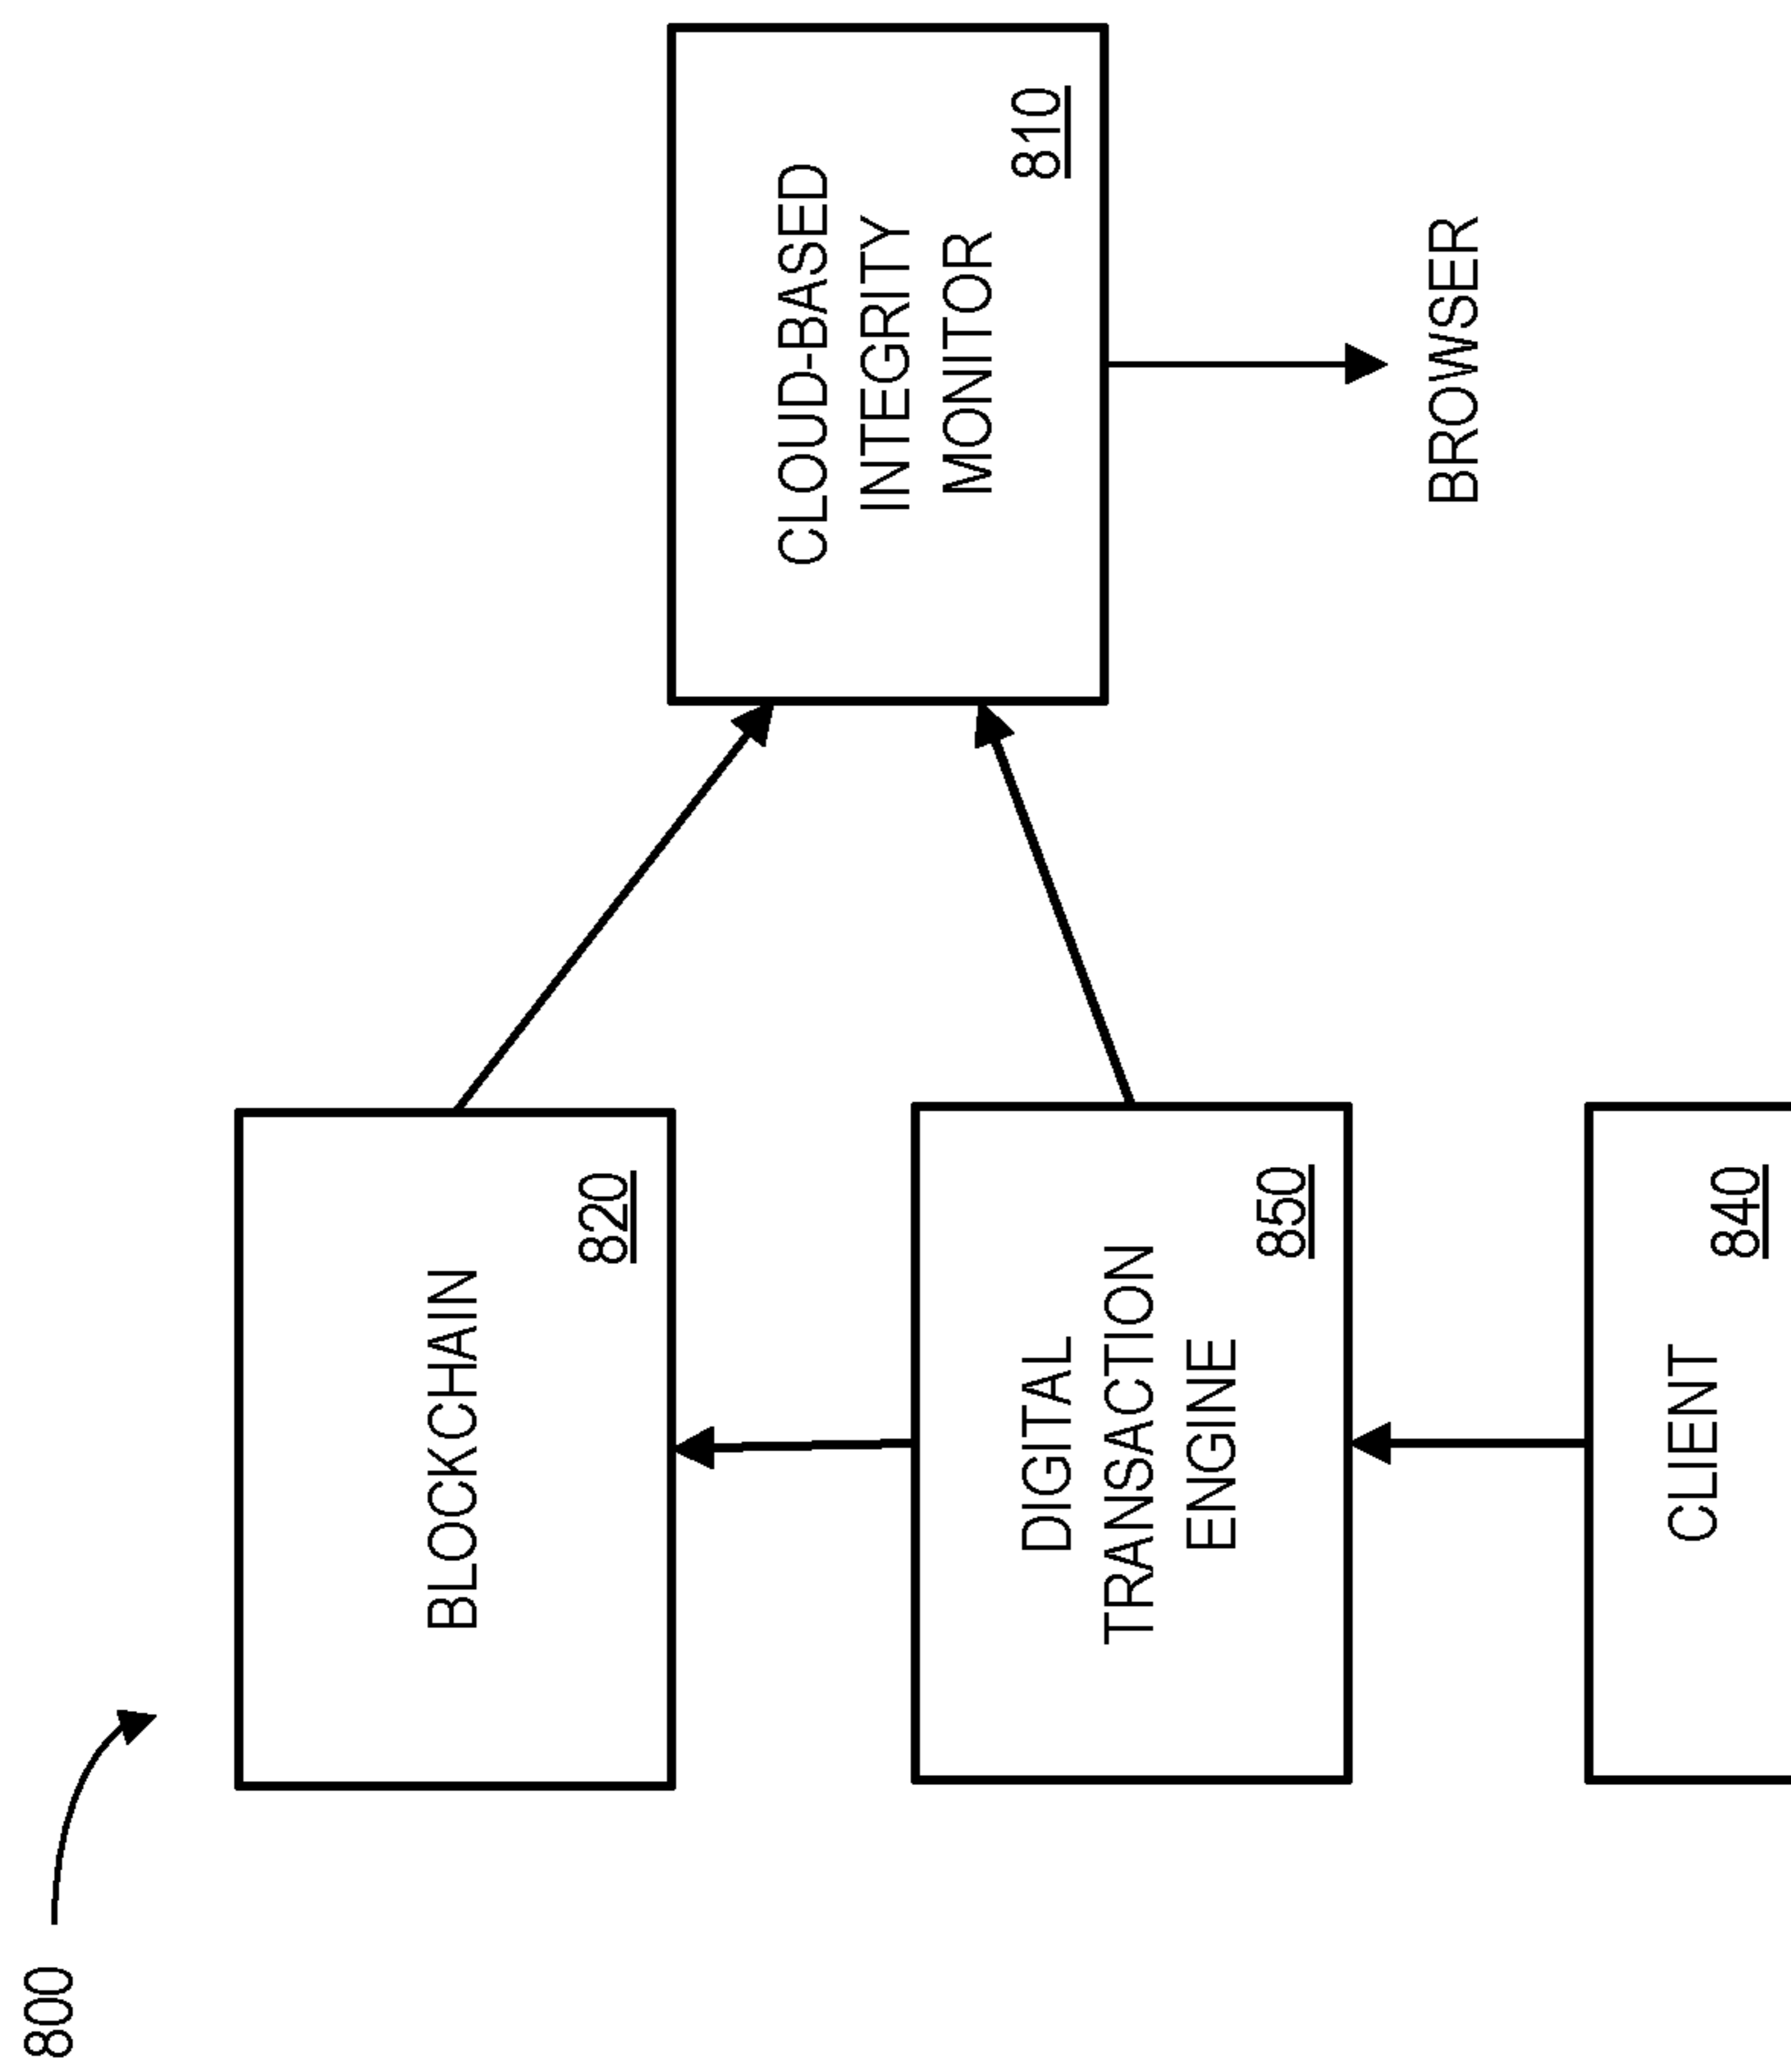 800
BLOCKCHAIN
820
CLOUD-BASED
INTEGRITY
MONITOR
810
DIGITAL
TRANSACTION
ENGINE
850
BROWSER
CLIENT
840